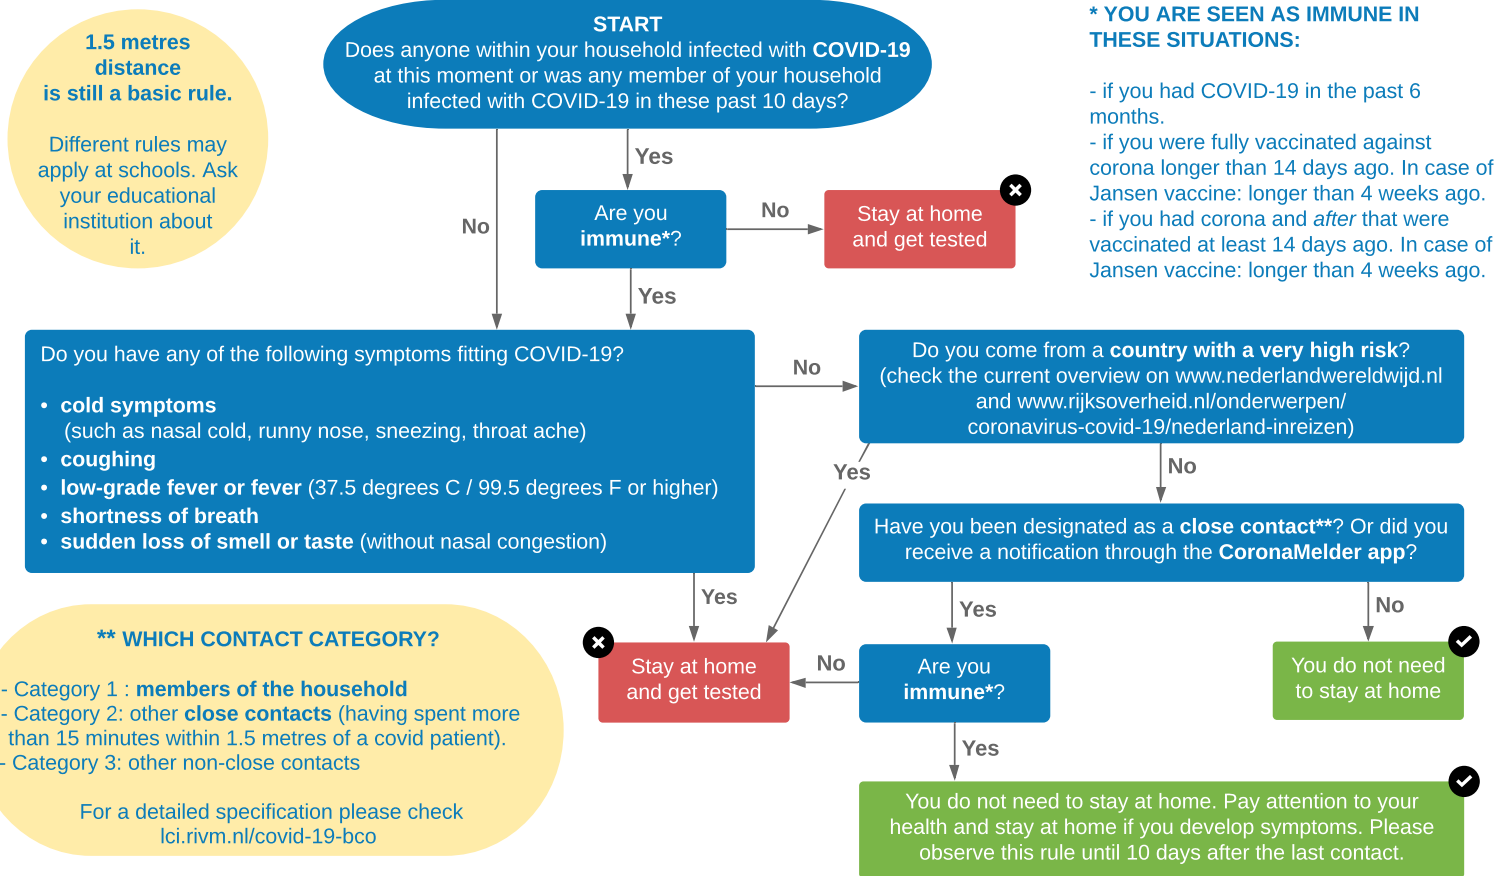 1.5 metres
distance
is still a basic rule.
Different rules may
apply at schools. Ask
your educational
institution about
it.
START
Does anyone within your household infected with COVID-19
at this moment or was any member of your household
infected with COVID-19 in these past 10 days?
* YOU ARE SEEN AS IMMUNE IN
THESE SITUATIONS:
- if you had COVID-19 in the past 6
months.
- if you were fully vaccinated against
corona longer than 14 days ago. In case of
Jansen vaccine: longer than 4 weeks ago.
- if you had corona and after that were
vaccinated at least 14 days ago. In case of
Jansen vaccine: longer than 4 weeks ago.
Yes
No
Are you
immune*?
No
Stay at home
and get tested
Yes
Do you have any of the following symptoms fitting COVID-19?
• cold symptoms
(such as nasal cold, runny nose, sneezing, throat ache)
• coughing
• low-grade fever or fever (37.5 degrees C / 99.5 degrees F or higher)
• shortness of breath
• sudden loss of smell or taste (without nasal congestion)
No
Do you come from a country with a very high risk?
(check the current overview on www.nederlandwereldwijd.nl
and www.rijksoverheid.nl/onderwerpen/
coronavirus-covid-19/nederland-inreizen)
Yes
No
Have you been designated as a close contact**? Or did you
receive a notification through the CoronaMelder app?
Yes
Yes
No
Stay at home
and get tested
No
Are you
immune*?
You do not need
to stay at home
Yes
You do not need to stay at home. Pay attention to your
health and stay at home if you develop symptoms. Please
observe this rule until 10 days after the last contact.
** WHICH CONTACT CATEGORY?
- Category 1 : members of the household
- Category 2: other close contacts (having spent more
than 15 minutes within 1.5 metres of a covid patient).
- Category 3: other non-close contacts
For a detailed specification please check
lci.rivm.nl/covid-19-bco